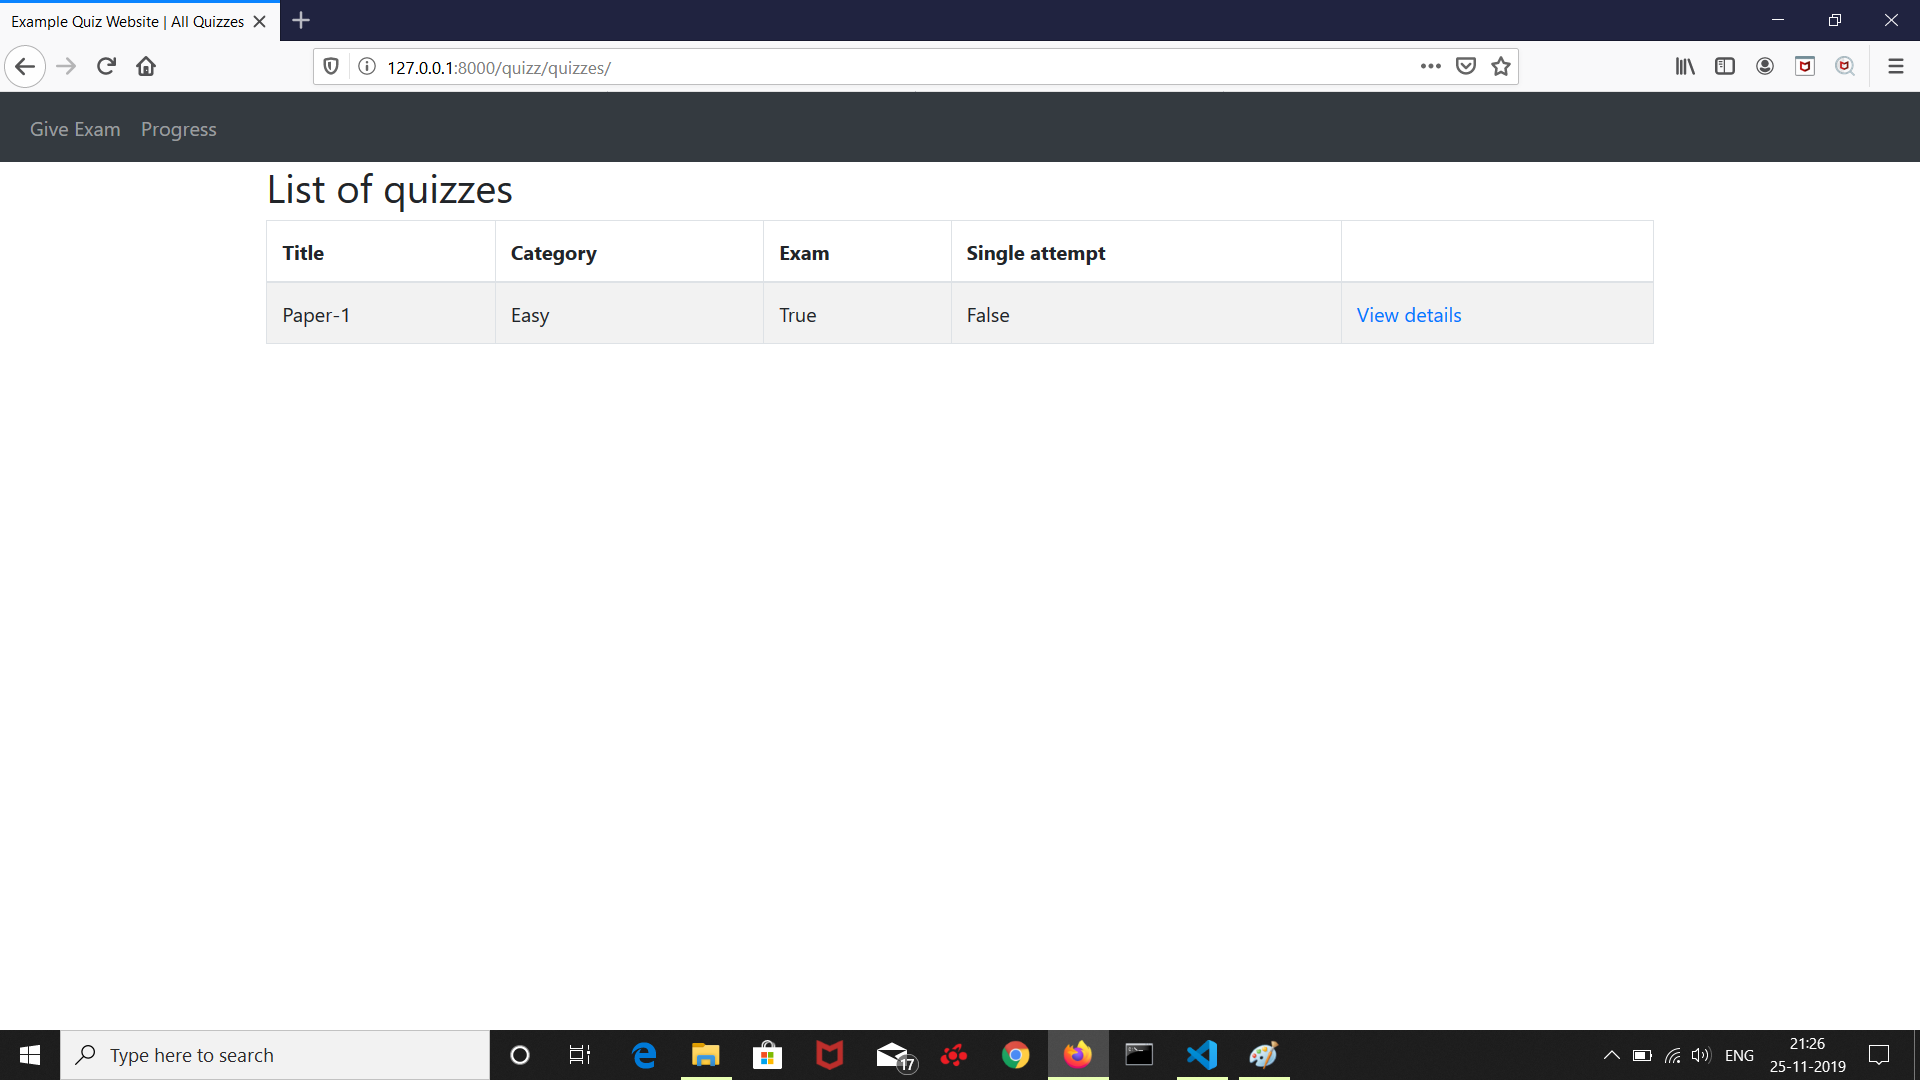 Example Quiz Website | All Quizzes
127.0.0.1:8000/quizz/quizzes/
Give Exam Progress
List of quizzes
Title Category Exam Single attempt
Paper-1 Easy True False View details
Type here to search
17
ENG
21:26
25-11-2019